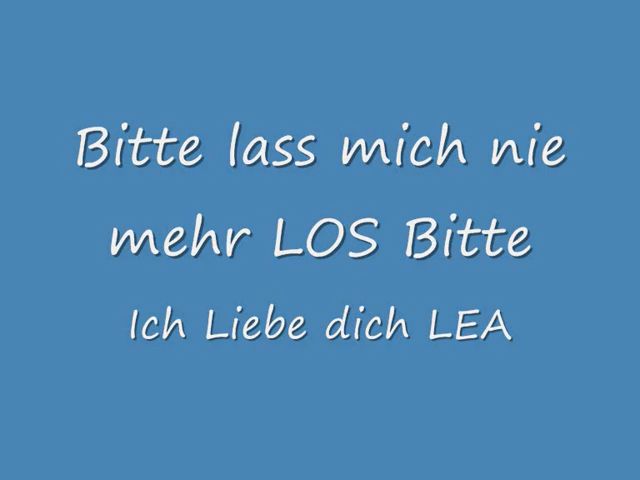 Bitte lass mich nie
mehr LOS Bitte
Ich Liebe dich LEA